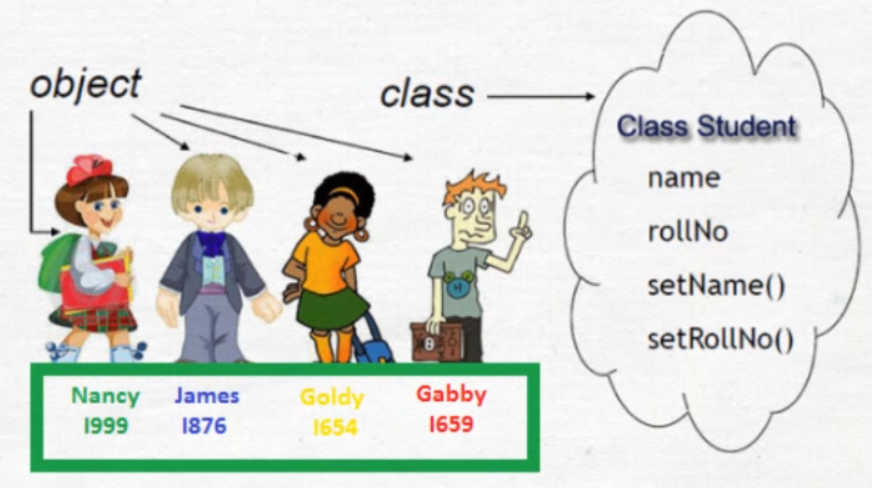 object
class
Class Student
name
rollNo
setName()
setRollNo()
Nancy
1999
James
1876
Goldy
1654
Gabby
1659